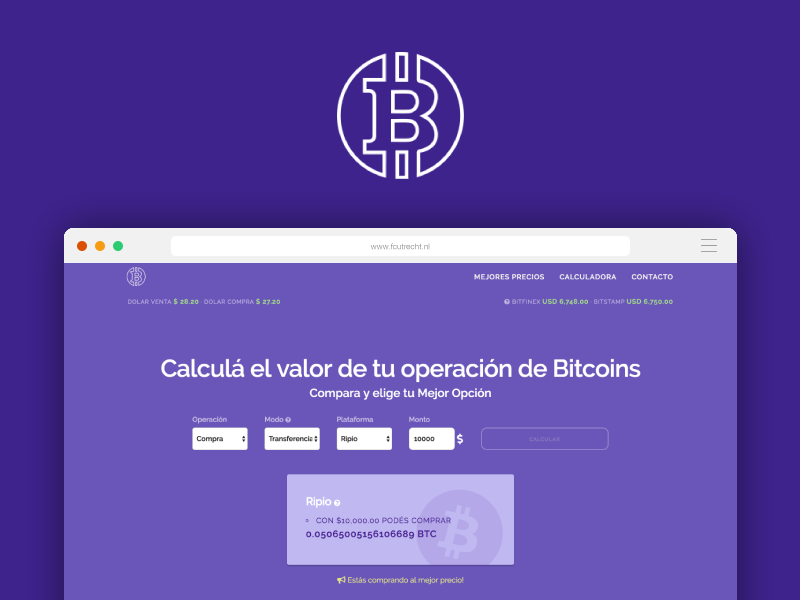 www.fcutrecht.nl
MEJORES PRECIOS CALCULADORA CONTACTO
DOLAR VENTA $ 28.20 · DOLAR COMPRA $ 27.20
BITFINEX USD 6,748.00 · BITSTAMP USD 6,750.00
Calculá el valor de tu operación de Bitcoins
Compara y elige tu Mejor Opción
Operación Modo Plataforma Monto
Compra Transferencia Ripio 10000 $ CALCULAR
Ripio
= CON $10,000.00 PODÉS COMPRAR
0.05065005156106689 BTC
Estás comprando al mejor precio!